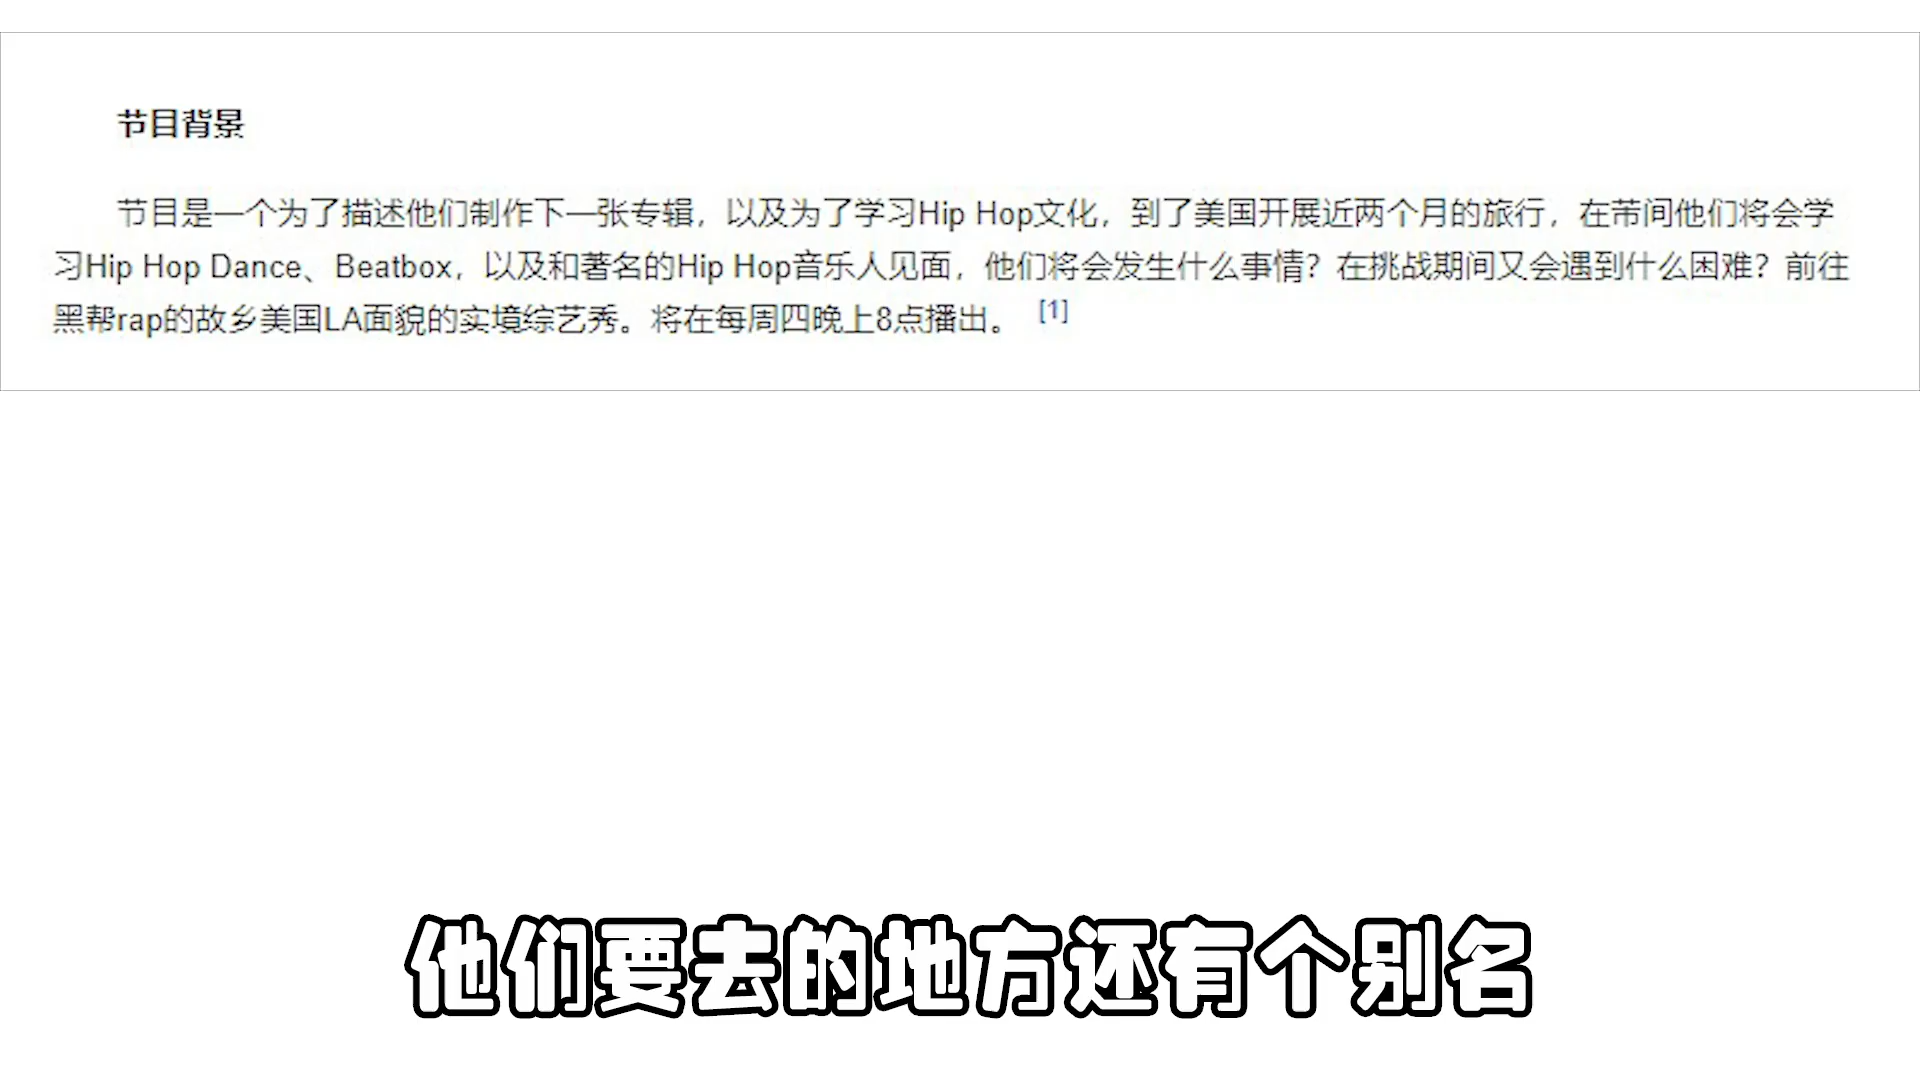 节目背景
节目是一个为了描述他们制作下一张专辑，以及为了学习Hip Hop文化，到了美国开展近两个月的旅行，在带间他们将会学
习Hip Hop Dance、Beatbox，以及和著名的Hip Hop音乐人见面，他们将会发生什么事情？在挑战期间又会遇到什么困难？前往
黑帮rap的故乡美国LA面貌的实境综艺秀。将在每周四晚上8点播出。 [1]
他们要去的地方还有个别名